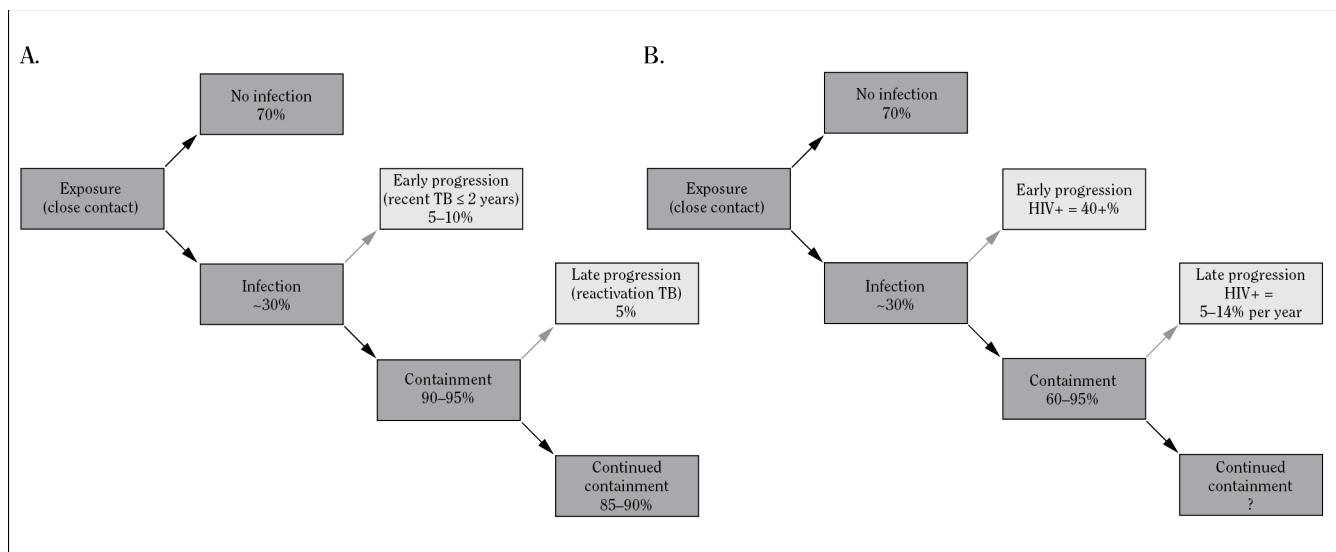 A.
No infection
70%
Exposure
(close contact)
Early progression
(recent TB ≤ 2 years)
5–10%
Infection
~30%
Late progression
(reactivation TB)
5%
Containment
90–95%
Continued
containment
85–90%
B.
No infection
70%
Exposure
(close contact)
Early progression
HIV+ = 40+%
Infection
~30%
Late progression
HIV+ =
5–14% per year
Containment
60–95%
Continued
containment
?